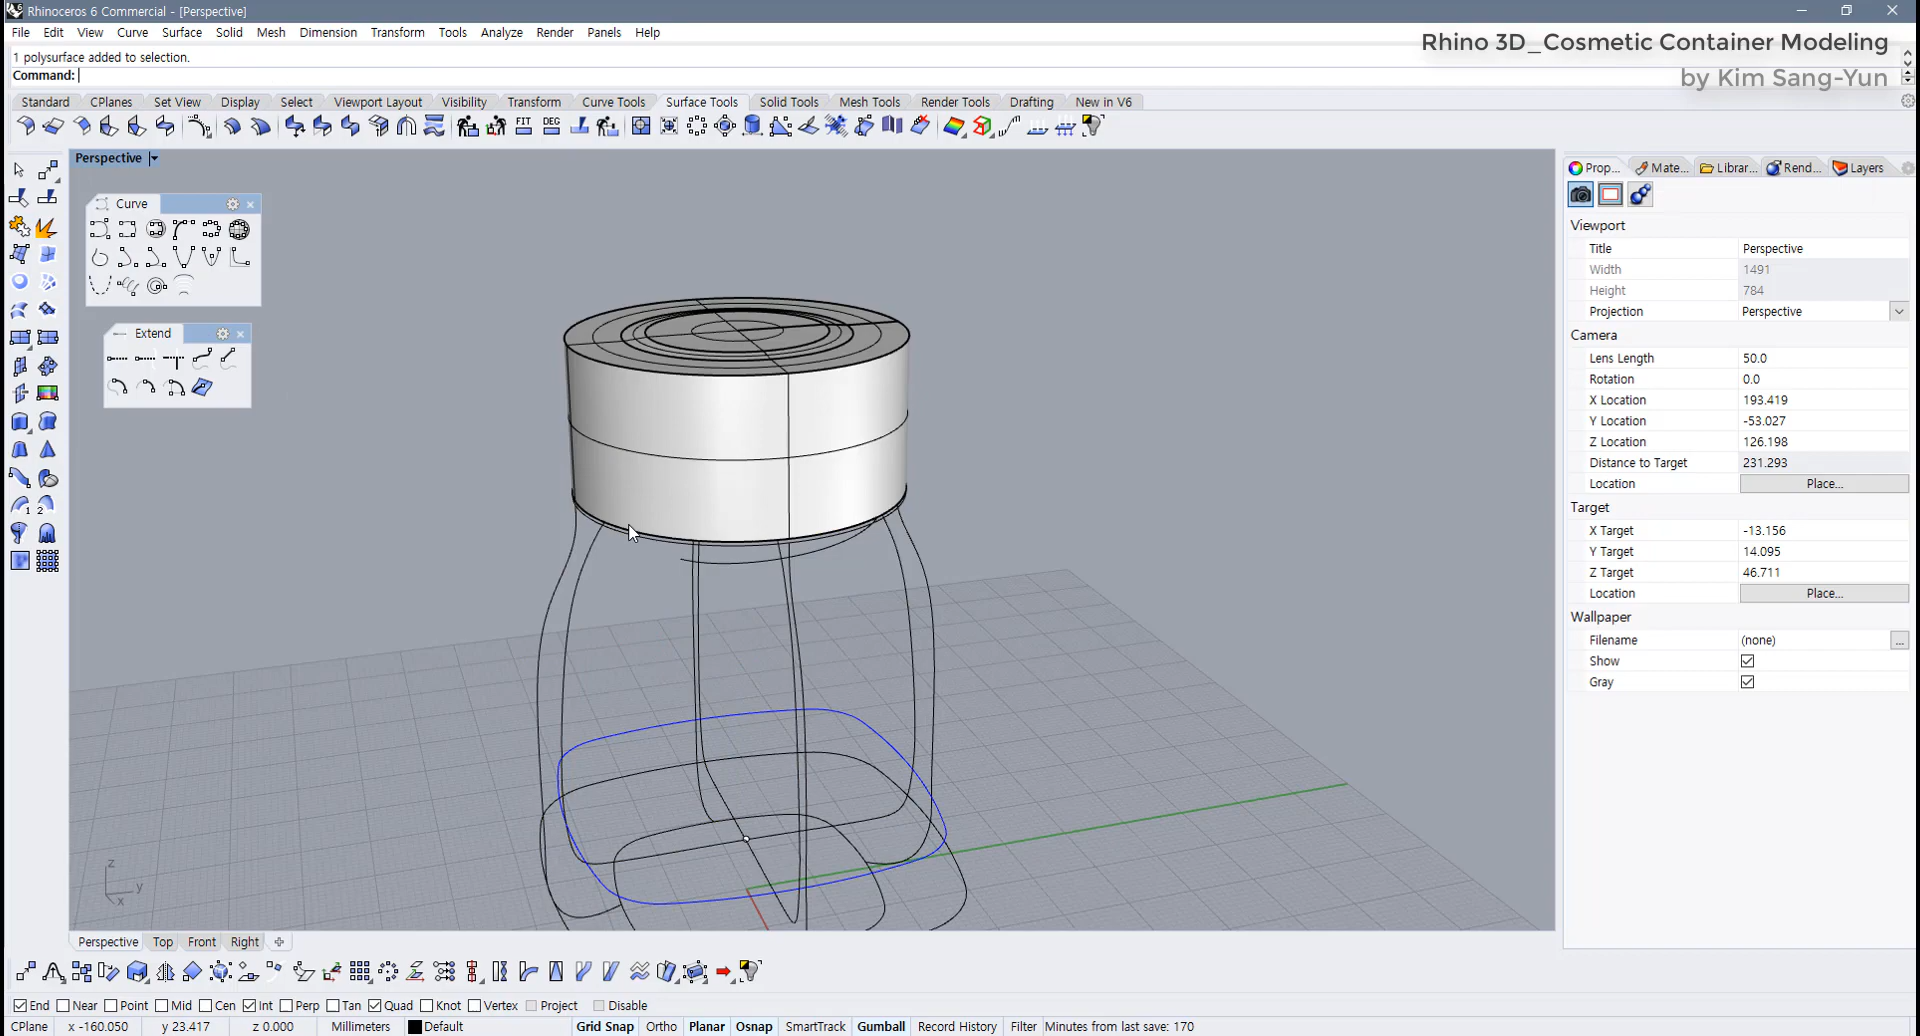 Rhinoceros 6 Commercial - [Perspective]
File Edit View Curve Surface Solid Mesh Dimension Transform Tools Analyze Render Panels Help
Rhino 3D_Cosmetic Container Modeling
by Kim Sang-Yun
1 polysurface added to selection.
Command:
Standard CPlanes Set View Display Select Viewport Layout Visibility Transform Curve Tools Surface Tools Solid Tools Mesh Tools Render Tools Drafting New in V6
FIT DEG
Perspective
Curve
Extend
1 2
z
y
x
Prop... Mate... Librar... Rend... Layers
Viewport
Title Perspective
Width 1491
Height 784
Projection Perspective
Camera
Lens Length 50.0
Rotation 0.0
X Location 193.419
Y Location -53.027
Z Location 126.198
Distance to Target 231.293
Location Place...
Target
X Target -13.156
Y Target 14.095
Z Target 46.711
Location Place...
Wallpaper
Filename (none) ...
Show
Gray
Perspective Top Front Right
End Near Point Mid Cen Int Perp Tan Quad Knot Vertex Project Disable
CPlane x -160.050 y 23.417 z 0.000 Millimeters Default Grid Snap Ortho Planar Osnap SmartTrack Gumball Record History Filter Minutes from last save: 170